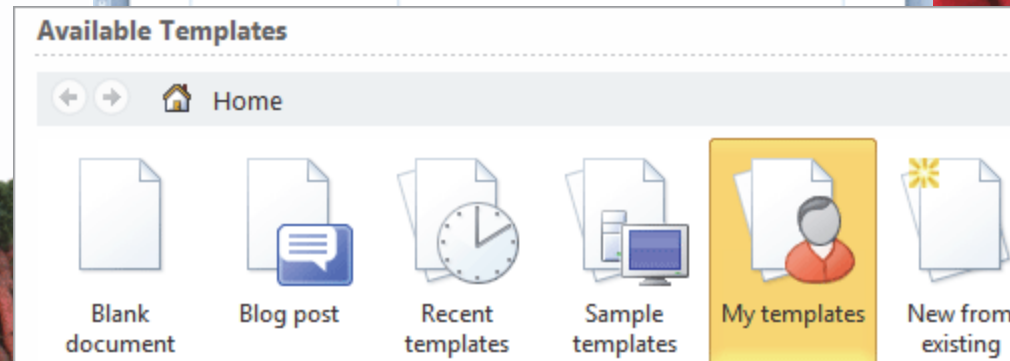 Available Templates
Home
Blank document
Blog post
Recent templates
Sample templates
My templates
New from existing